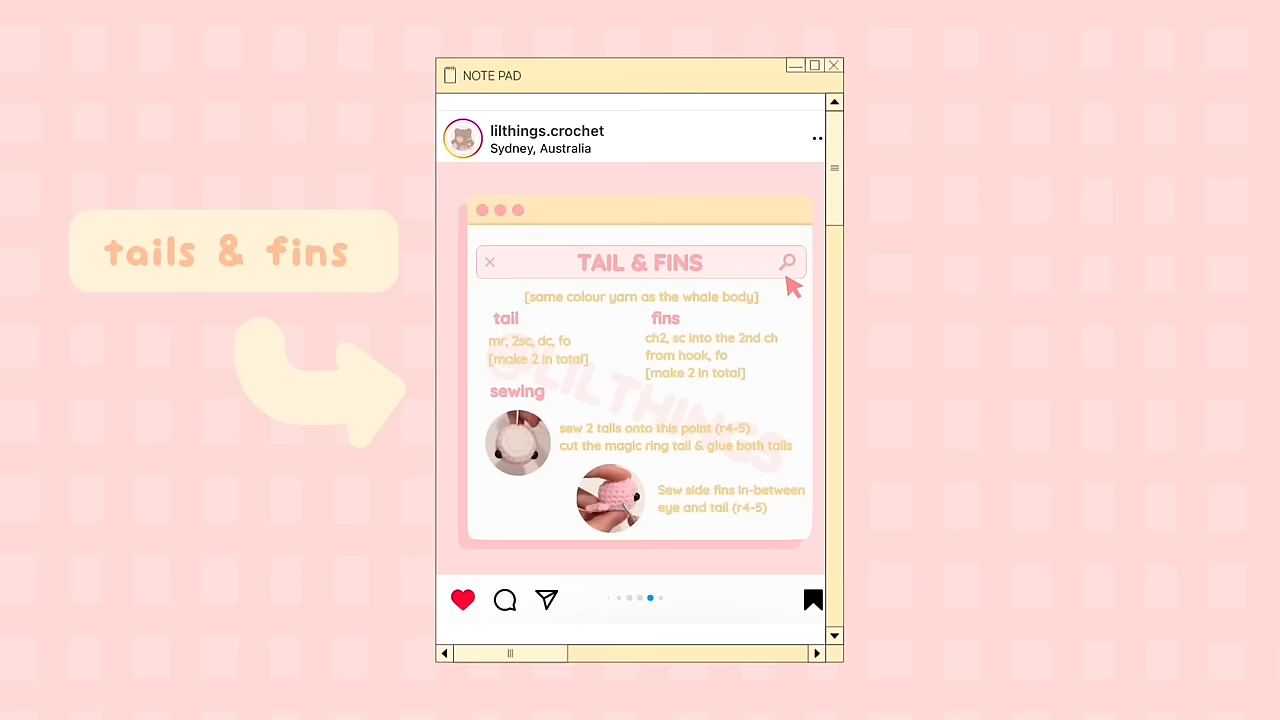 NOTE PAD
lilthings.crochet
Sydney, Australia
tails & fins
TAIL & FINS
[same colour yarn as the whole body]
tail
mr, 2sc, dc, fo
[make 2 in total]
fins
ch2, sc into the 2nd ch
from hook, fo
[make 2 in total]
sewing
sew 2 tails onto this point (r4-5)
cut the magic ring tail & glue both tails
Sew side fins in-between
eye and tail (r4-5)
@LILTHINGS